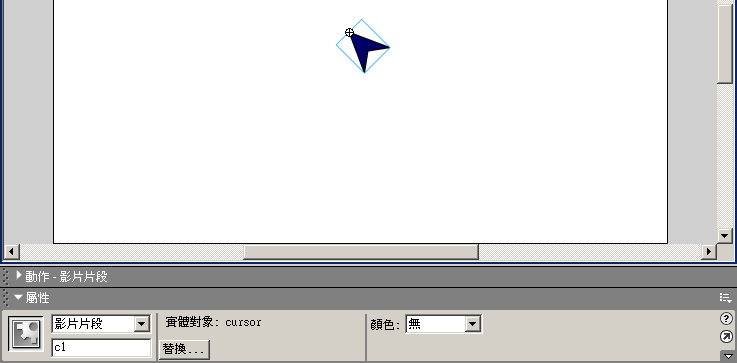 動作 - 影片片段
屬性
影片片段
實體對象: cursor
顏色: 無
c1
替換...